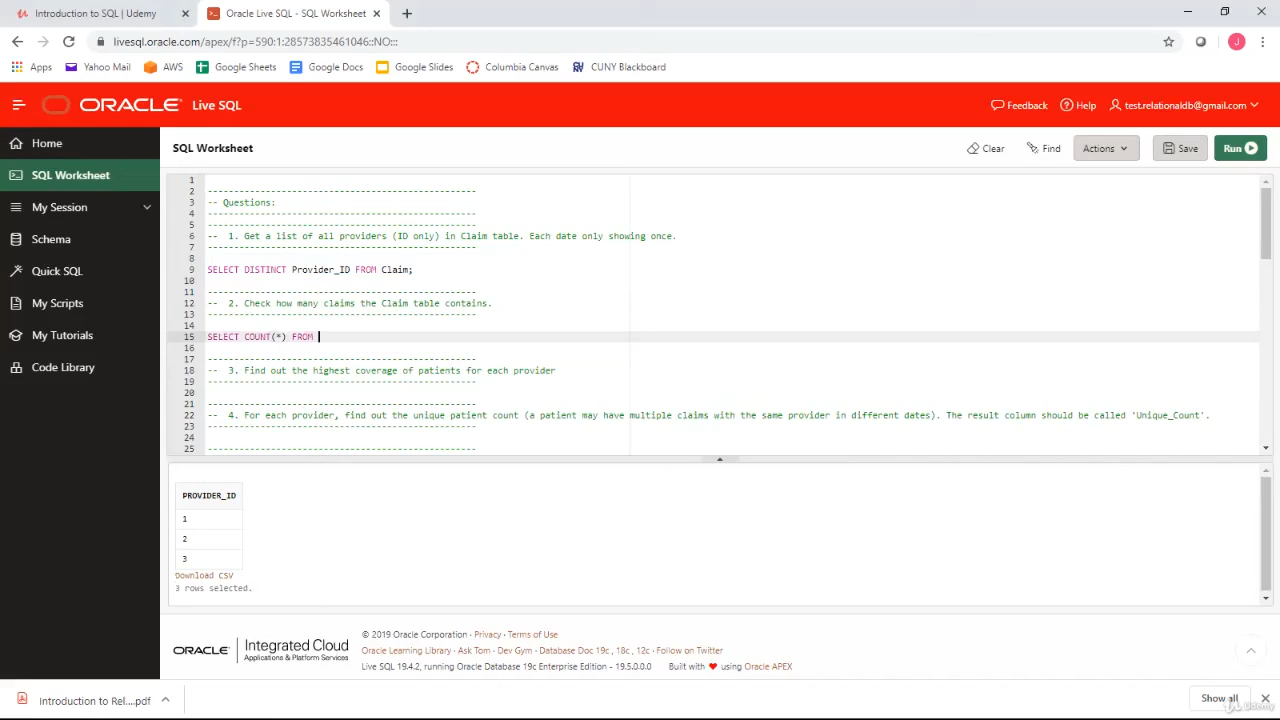 Introduction to SQL | Udemy
Oracle Live SQL - SQL Worksheet
livesql.oracle.com/apex/f?p=590:1:28573835461046::NO:::
J
Apps Yahoo Mail AWS Google Sheets Google Docs Google Slides Columbia Canvas CUNY Blackboard
ORACLE Live SQL
Feedback Help test.relationaldb@gmail.com
Home
SQL Worksheet
My Session
Schema
Quick SQL
My Scripts
My Tutorials
Code Library
SQL Worksheet
Clear Find Actions Save Run
1
2 ---------------------------------------------------
3 -- Questions:
4 ---------------------------------------------------
5 ---------------------------------------------------
6 -- 1. Get a list of all providers (ID only) in Claim table. Each date only showing once.
7 ---------------------------------------------------
8
9 SELECT DISTINCT Provider_ID FROM Claim;
10
11 ---------------------------------------------------
12 -- 2. Check how many claims the Claim table contains.
13 ---------------------------------------------------
14
15 SELECT COUNT(*) FROM
16
17 ---------------------------------------------------
18 -- 3. Find out the highest coverage of patients for each provider
19 ---------------------------------------------------
20
21 ---------------------------------------------------
22 -- 4. For each provider, find out the unique patient count (a patient may have multiple claims with the same provider in different dates). The result column should be called 'Unique_Count'.
23 ---------------------------------------------------
24
25 ---------------------------------------------------
PROVIDER_ID
1
2
3
Download CSV
3 rows selected.
ORACLE Integrated Cloud
Applications & Platform Services
© 2019 Oracle Corporation · Privacy · Terms of Use
Oracle Learning Library · Ask Tom · Dev Gym · Database Doc 19c , 18c , 12c · Follow on Twitter
Live SQL 19.4.2, running Oracle Database 19c Enterprise Edition - 19.5.0.0.0 Built with ❤ using Oracle APEX
Introduction to Rel....pdf
Show all
Udemy